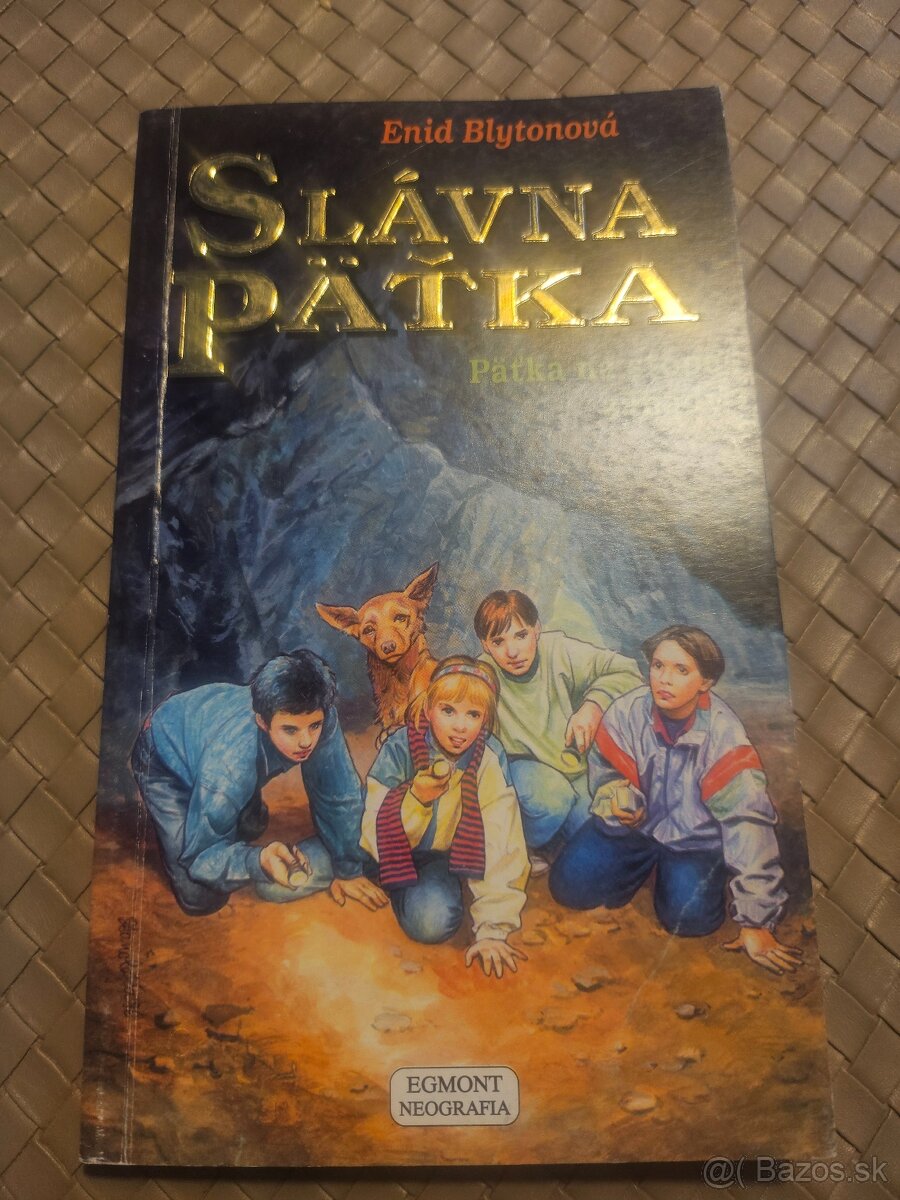 Enid Blytonová
SLÁVNA
PÄŤKA
Päťka na
EGMONT
NEOGRAFIA
@( Bazos.sk